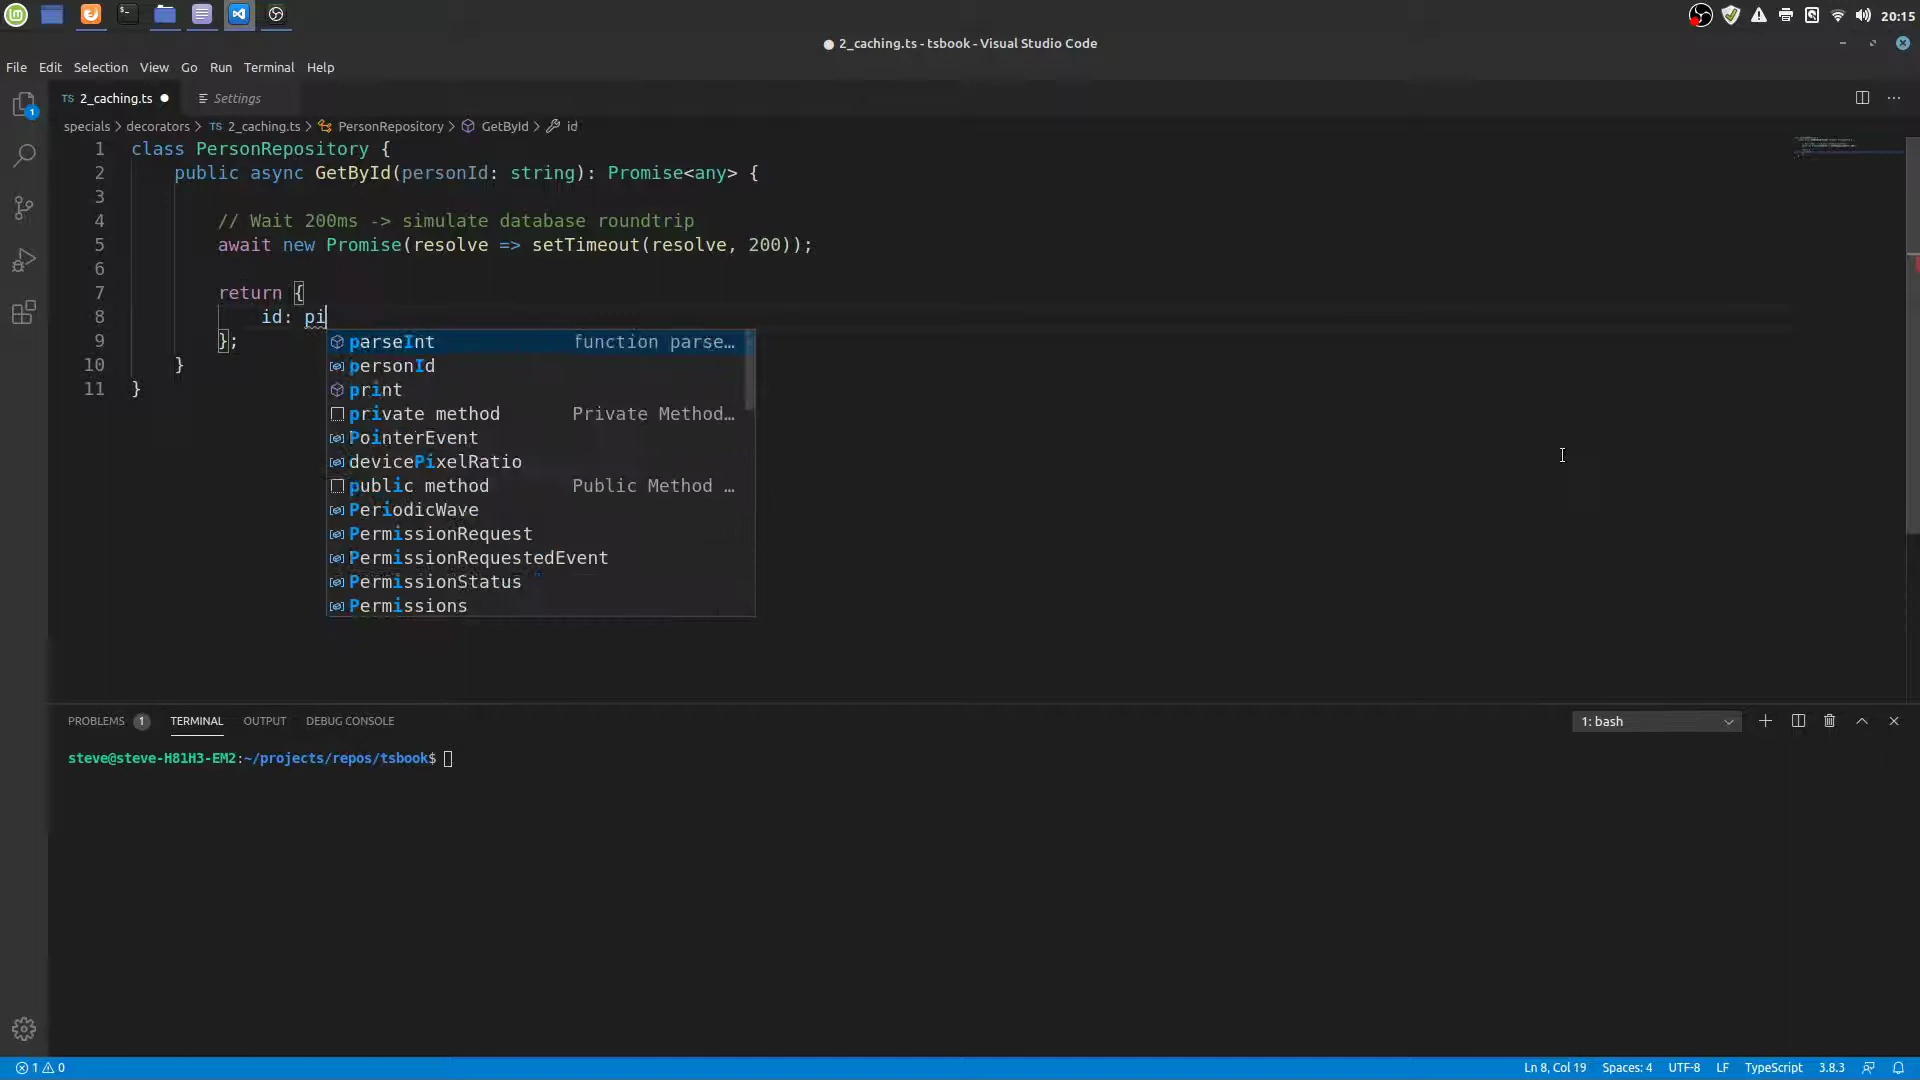 20:15
2_caching.ts - tsbook - Visual Studio Code
File Edit Selection View Go Run Terminal Help
TS 2_caching.ts Settings
1
specials > decorators > TS 2_caching.ts > PersonRepository > GetById > id
1 class PersonRepository {
2 public async GetById(personId: string): Promise<any> {
3
4 // Wait 200ms -> simulate database roundtrip
5 await new Promise(resolve => setTimeout(resolve, 200));
6
7 return {
8 id: pi
9 };
10 }
11 }
parseInt function parse…
personId
print
private method Private Method…
PointerEvent
devicePixelRatio
public method Public Method …
PeriodicWave
PermissionRequest
PermissionRequestedEvent
PermissionStatus
Permissions
PROBLEMS 1 TERMINAL OUTPUT DEBUG CONSOLE 1: bash
steve@steve-H81H3-EM2:~/projects/repos/tsbook$
1 0 Ln 8, Col 19 Spaces: 4 UTF-8 LF TypeScript 3.8.3